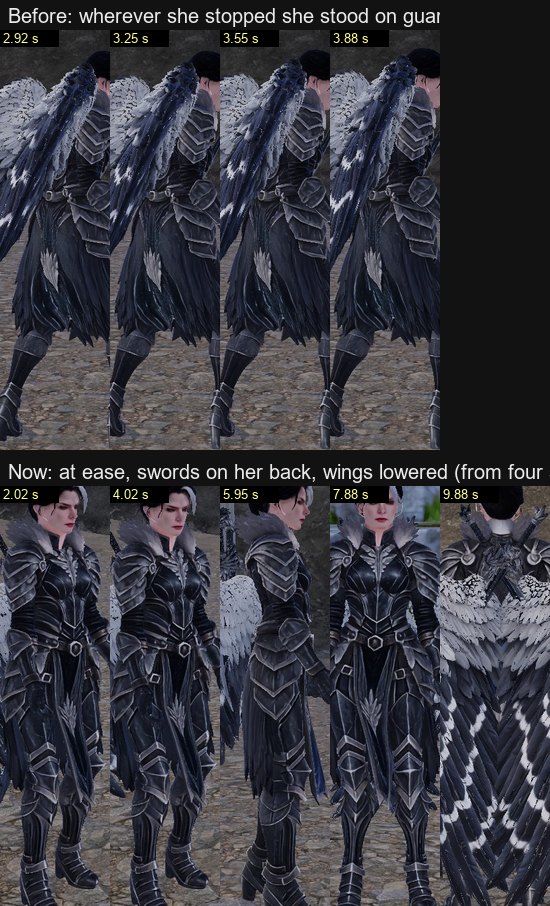 Before: wherever she stopped she stood on guar
2.92 s 3.25 s 3.55 s 3.88 s
Now: at ease, swords on her back, wings lowered (from four
2.02 s 4.02 s 5.95 s 7.88 s 9.88 s